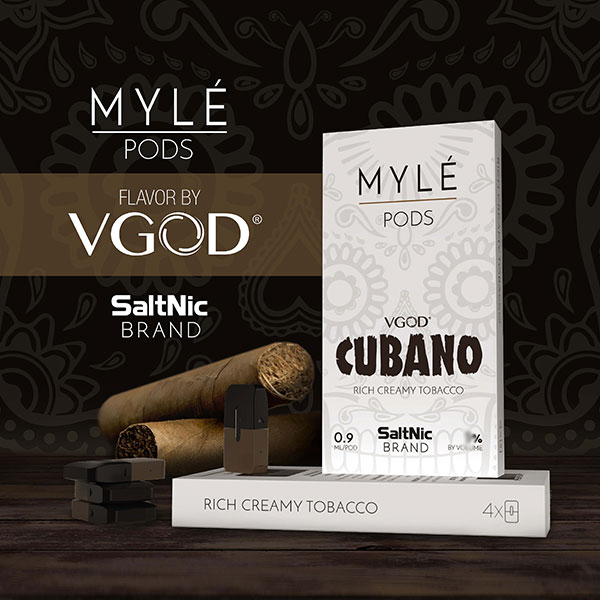 MYLÉ
PODS
FLAVOR BY
VGOD®
SaltNic
BRAND
MYLÉ
PODS
VGOD®
CUBANO
RICH CREAMY TOBACCO
0.9
ML/POD
SaltNic
BRAND
%
BY VOLUME
RICH CREAMY TOBACCO
4x